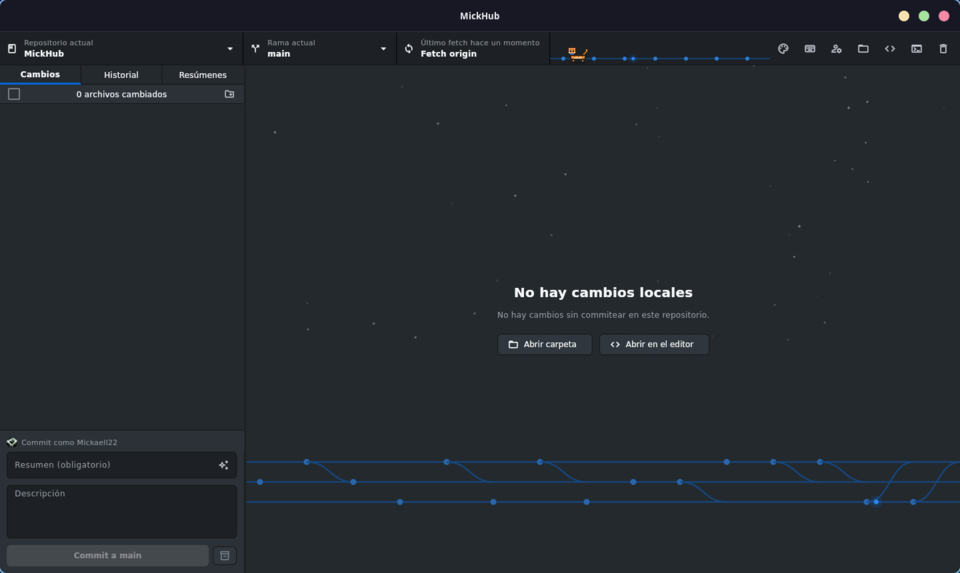 MickHub
Repositorio actual
MickHub
Rama actual
main
Último fetch hace un momento
Fetch origin
Cambios
Historial
Resúmenes
0 archivos cambiados
No hay cambios locales
No hay cambios sin commitear en este repositorio.
Abrir carpeta
Abrir en el editor
Commit como Mickaell22
Resumen (obligatorio)
Descripción
Commit a main